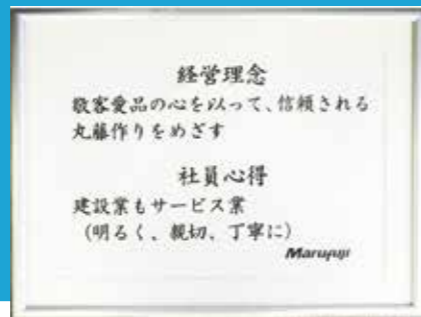 経営理念
敬客愛品の心を以って、信頼される
丸藤作りをめざす
社員心得
建設業もサービス業
(明るく、親切、丁寧に)
Marufuji